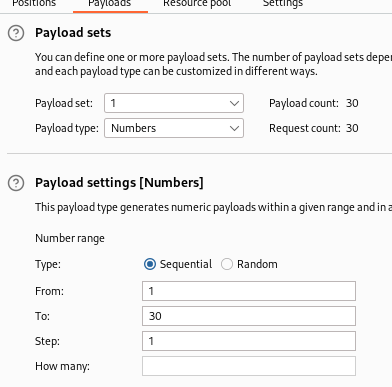 Positions Payloads Resource pool Settings
? Payload sets
You can define one or more payload sets. The number of payload sets
and each payload type can be customized in different ways.
Payload set: 1 Payload count: 30
Payload type: Numbers Request count: 30
? Payload settings [Numbers]
This payload type generates numeric payloads within a given range and in a
Number range
Type: Sequential Random
From: 1
To: 30
Step: 1
How many: